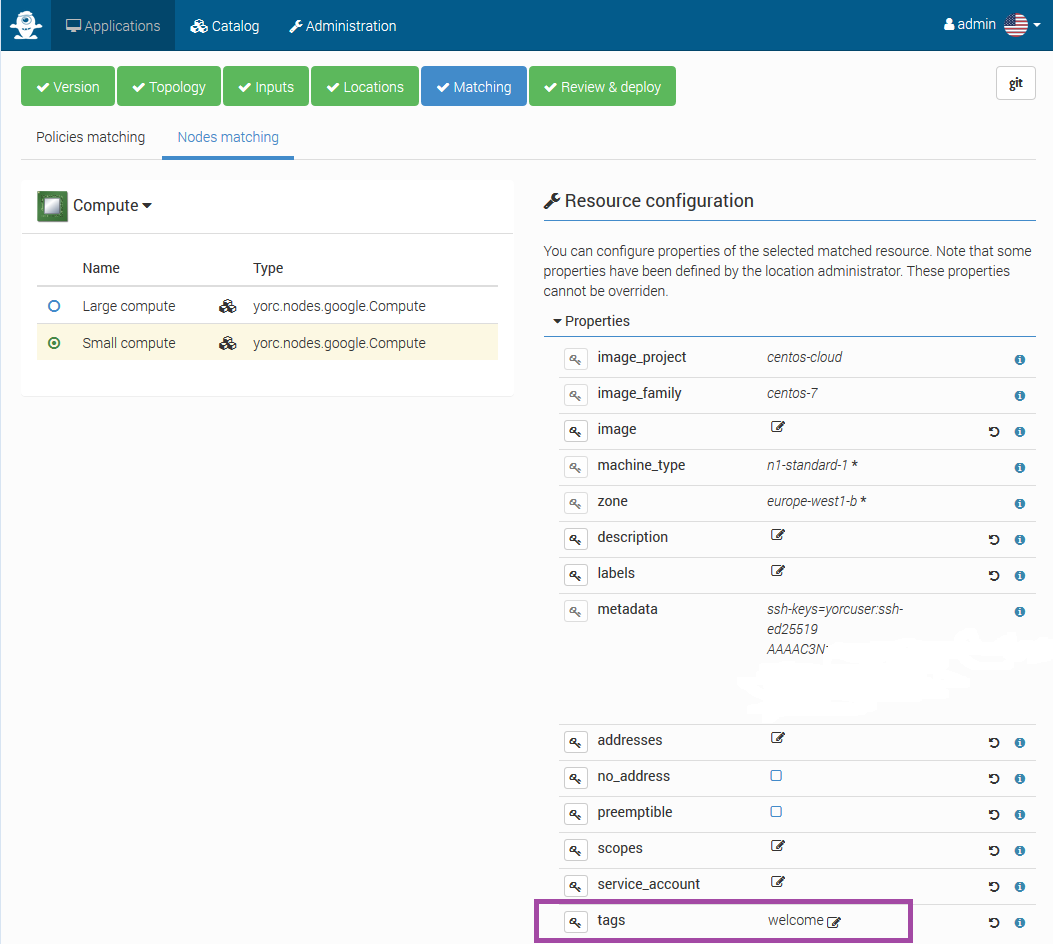 Applications Catalog Administration admin
Version Topology Inputs Locations Matching Review & deploy git
Policies matching Nodes matching
Compute
Name Type
Large compute yorc.nodes.google.Compute
Small compute yorc.nodes.google.Compute
Resource configuration
You can configure properties of the selected matched resource. Note that some
properties have been defined by the location administrator. These properties
cannot be overriden.
Properties
image_project centos-cloud
image_family centos-7
image
machine_type n1-standard-1 *
zone europe-west1-b *
description
labels
metadata ssh-keys=yorcuser:ssh-
ed25519
AAAAC3N
addresses
no_address
preemptible
scopes
service_account
tags welcome